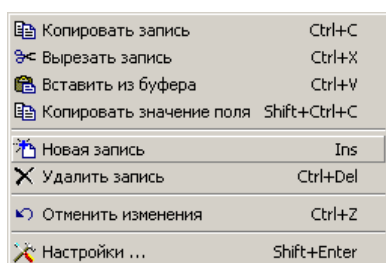 Копировать запись Ctrl+C
Вырезать запись Ctrl+X
Вставить из буфера Ctrl+V
Копировать значение поля Shift+Ctrl+C
Новая запись Ins
Удалить запись Ctrl+Del
Отменить изменения Ctrl+Z
Настройки ... Shift+Enter